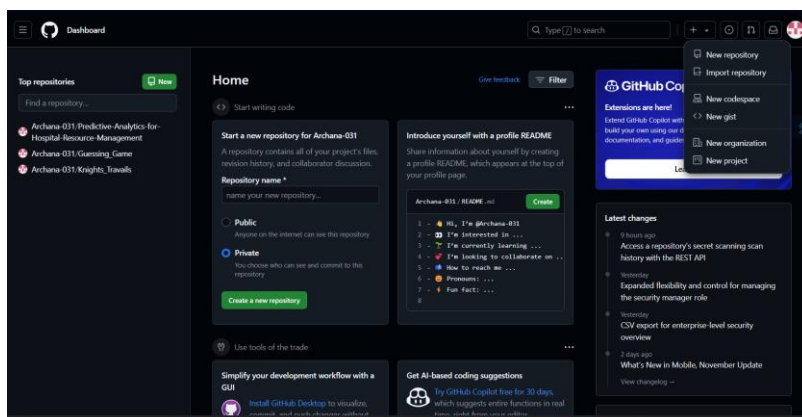 Dashboard
Type / to search
Top repositories
New
Find a repository...
Archana-031/Predictive-Analytics-for-
Hospital-Resource-Management
Archana-031/Guessing_Game
Archana-031/Knights_Travails
Home
Give feedback
Filter
Start writing code
Start a new repository for Archana-031
A repository contains all of your project's files,
revision history, and collaborator discussion.
Repository name *
name your new repository...
Public
Anyone on the internet can see this repository
Private
You choose who can see and commit to this
repository
Create a new repository
Introduce yourself with a profile README
Share information about yourself by creating
a profile README, which appears at the top of
your profile page.
Archana-031 / README.md
Create
1 - 👋 Hi, I'm @Archana-031
2 - 👀 I'm interested in ...
3 - 🌱 I'm currently learning ...
4 - 💞️ I'm looking to collaborate on ...
5 - 📫 How to reach me ...
6 - 😄 Pronouns: ...
7 - ⚡ Fun fact: ...
8
Use tools of the trade
Simplify your development workflow with a
GUI
Install GitHub Desktop to visualize,
commit, and push changes without
Get AI-based coding suggestions
Try GitHub Copilot free for 30 days,
which suggests entire functions in real
time, right from your editor.
New repository
Import repository
New codespace
New gist
New organization
New project
GitHub Co
Extensions are here!
Extend GitHub Copilot with
build your own using our d
documentation, and guides
Le
Latest changes
9 hours ago
Access a repository's secret scanning scan
history with the REST API
Yesterday
Expanded flexibility and control for managing
the security manager role
Yesterday
CSV export for enterprise-level security
overview
2 days ago
What's New in Mobile, November Update
View changelog →